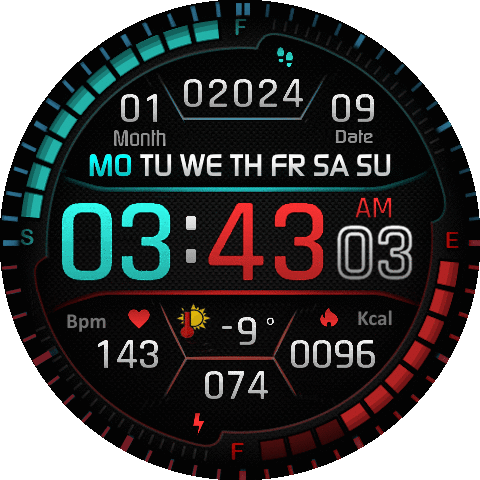 F
02024
01 09
Month Date
MO TU WE TH FR SA SU
AM
03:43 03
S E
Bpm -9° Kcal
143 0096
074
F